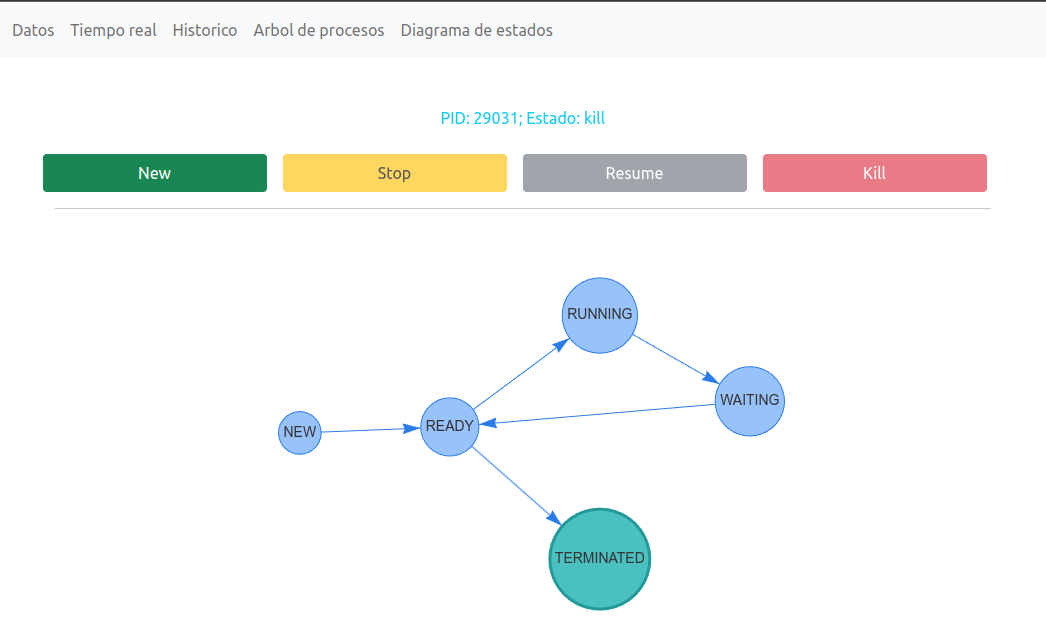 Datos Tiempo real Historico Arbol de procesos Diagrama de estados
PID: 29031; Estado: kill
New Stop Resume Kill
RUNNING
WAITING
READY
NEW
TERMINATED